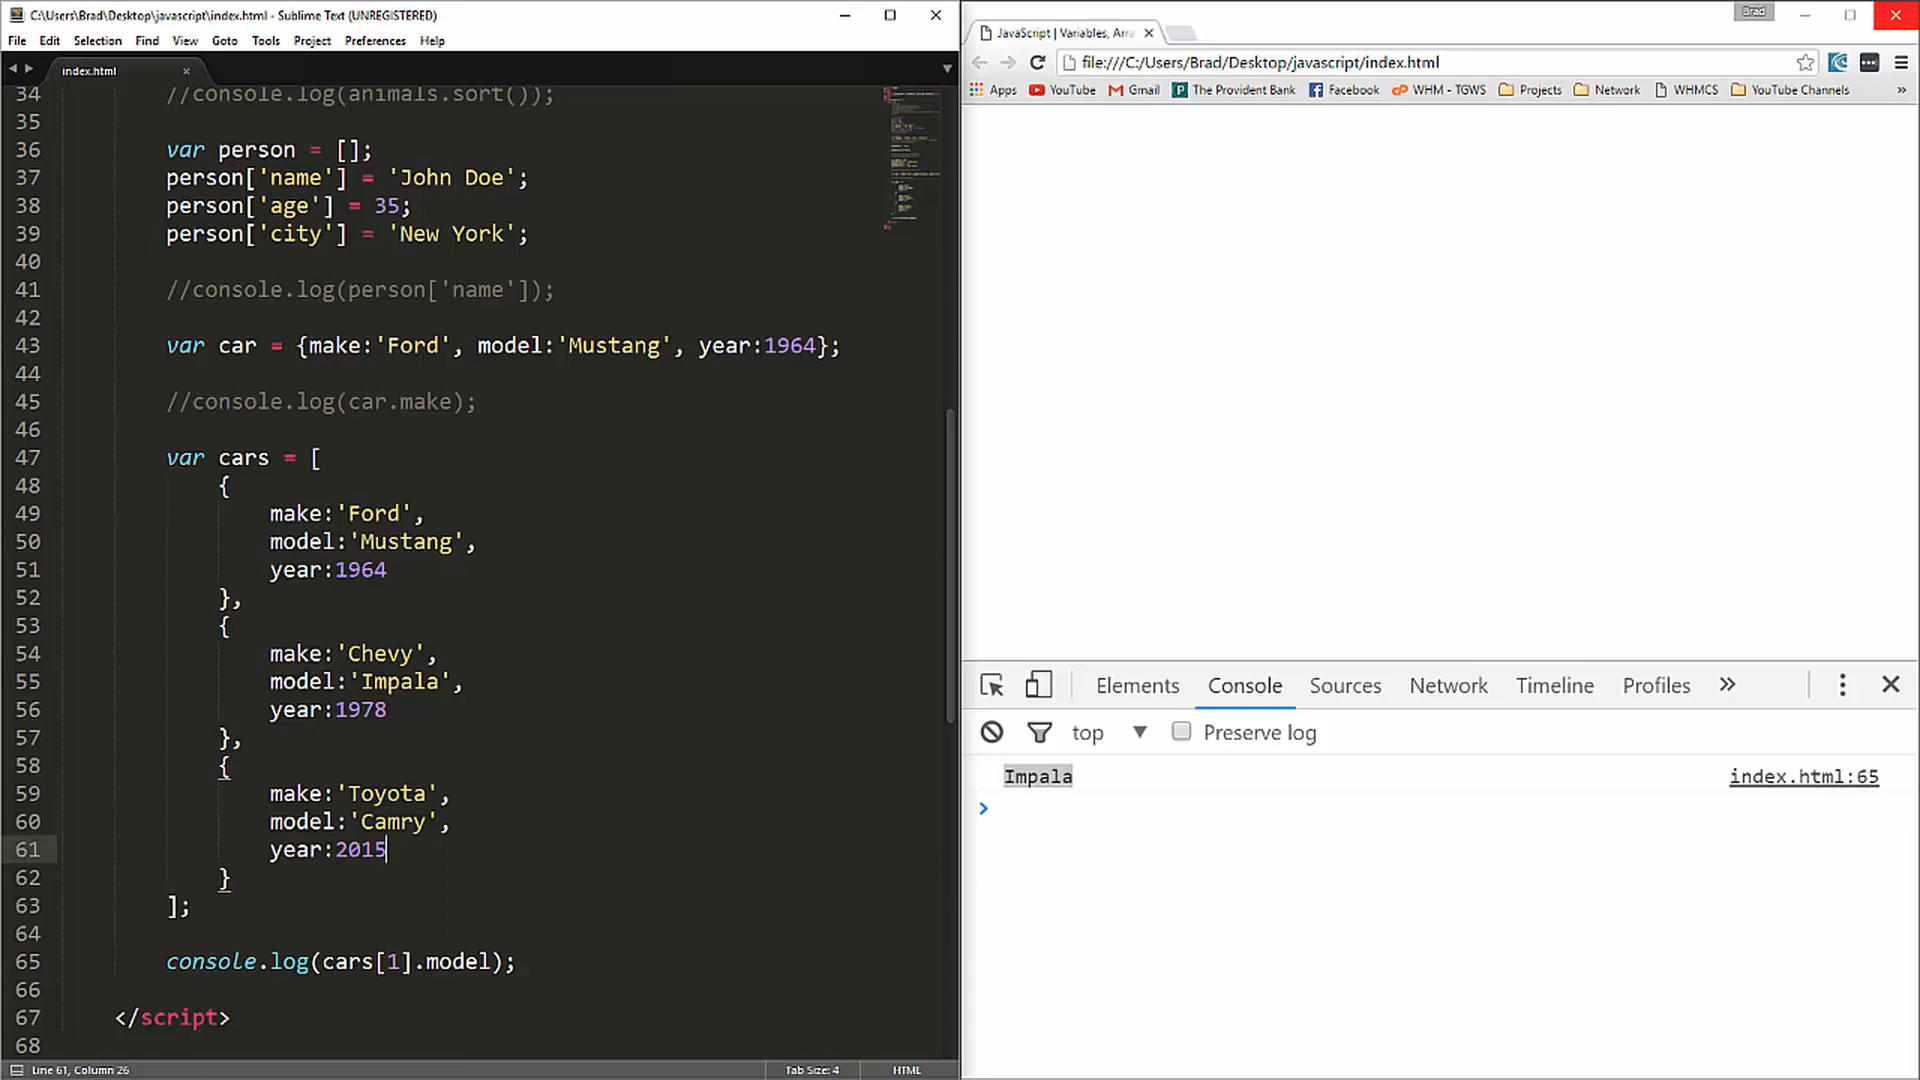 C:\Users\Brad\Desktop\javascript\index.html - Sublime Text (UNREGISTERED)
File Edit Selection Find View Goto Tools Project Preferences Help
index.html
34 //console.log(animals.sort());
35
36 var person = [];
37 person['name'] = 'John Doe';
38 person['age'] = 35;
39 person['city'] = 'New York';
40
41 //console.log(person['name']);
42
43 var car = {make:'Ford', model:'Mustang', year:1964};
44
45 //console.log(car.make);
46
47 var cars = [
48 {
49 make:'Ford',
50 model:'Mustang',
51 year:1964
52 },
53 {
54 make:'Chevy',
55 model:'Impala',
56 year:1978
57 },
58 {
59 make:'Toyota',
60 model:'Camry',
61 year:2015
62 }
63 ];
64
65 console.log(cars[1].model);
66
67 </script>
68
Line 61, Column 26 Tab Size: 4 HTML
Brad
JavaScript | Variables, Arra
file:///C:/Users/Brad/Desktop/javascript/index.html
Apps YouTube Gmail The Provident Bank Facebook WHM - TGWS Projects Network WHMCS YouTube Channels »
Elements Console Sources Network Timeline Profiles »
top Preserve log
Impala index.html:65